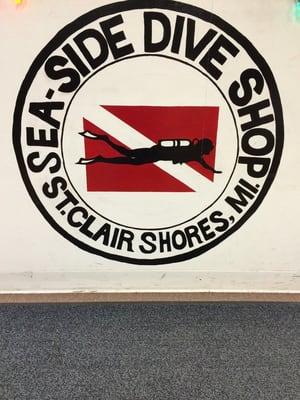 SEA-SIDE DIVE SHOP
ST.CLAIR SHORES, MI.